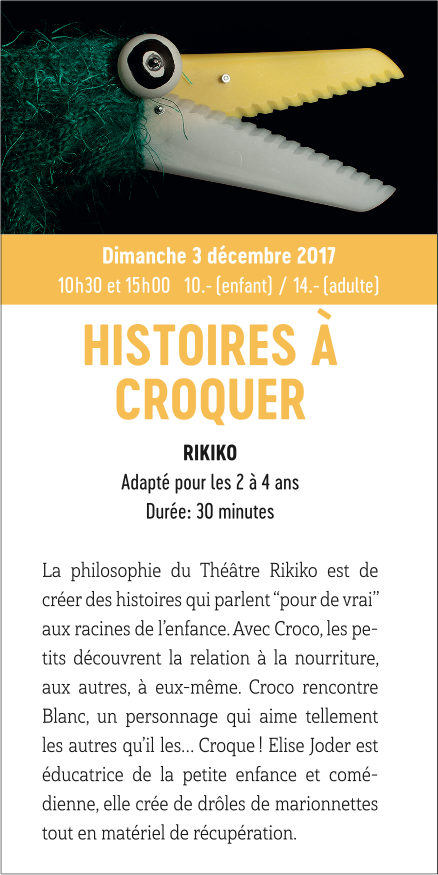 Dimanche 3 décembre 2017
10h30 et 15h00 10.- (enfant) / 14.- (adulte)
HISTOIRES À
CROQUER
RIKIKO
Adapté pour les 2 à 4 ans
Durée: 30 minutes
La philosophie du Théâtre Rikiko est de
créer des histoires qui parlent “pour de vrai”
aux racines de l’enfance. Avec Croco, les pe-
tits découvrent la relation à la nourriture,
aux autres, à eux-même. Croco rencontre
Blanc, un personnage qui aime tellement
les autres qu’il les... Croque ! Elise Joder est
éducatrice de la petite enfance et comé-
dienne, elle crée de drôles de marionnettes
tout en matériel de récupération.